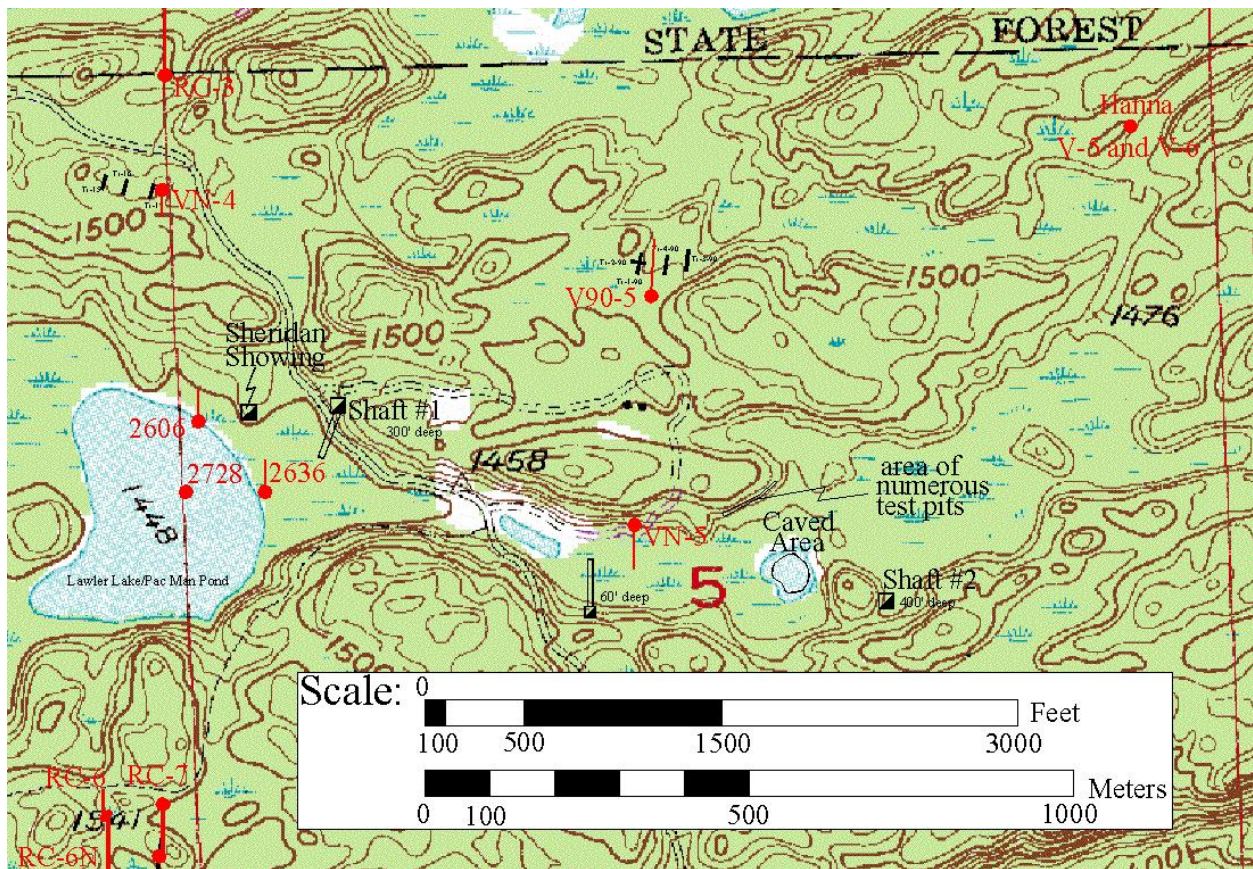 STATE FOREST
RC-3
Hanna
V-5 and V-6
VN-4
1500
Tr-4-90
V90-5
1500
1476
1500
Sheridan
Showing
Shaft #1
300' deep
2606
1458
2728
2636
area of
numerous
test pits
1448
VN-5
Caved
Area
Lawler Lake/Pac Man Pond
60' deep
5
Shaft #2
400' deep
1500
Scale:
0
Feet
100 500 1500 3000
Meters
0 100 500 1000
RC-6 RC-7
1541
RC-6N